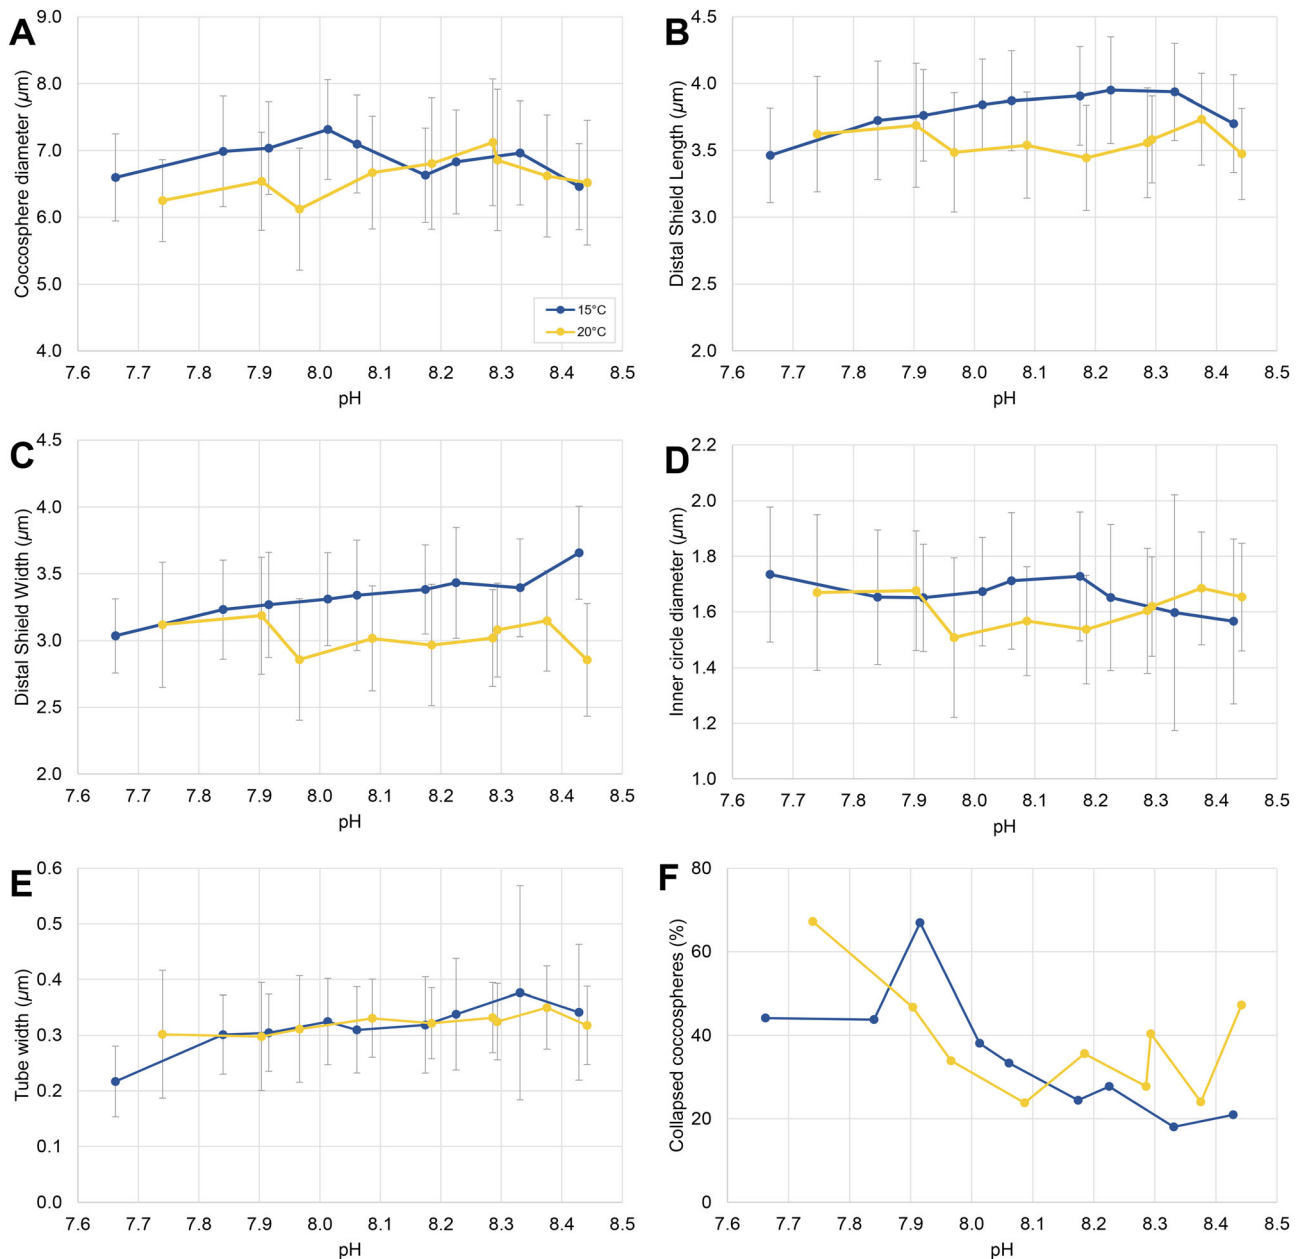 A
Coccosphere diameter (µm)
9.0
8.0
7.0
6.0
5.0
4.0
7.6 7.7 7.8 7.9 8.0 8.1 8.2 8.3 8.4 8.5
pH
15°C
20°C
B
Distal Shield Length (µm)
4.5
4.0
3.5
3.0
2.5
2.0
7.6 7.7 7.8 7.9 8.0 8.1 8.2 8.3 8.4 8.5
pH
C
Distal Shield Width (µm)
4.5
4.0
3.5
3.0
2.5
2.0
7.6 7.7 7.8 7.9 8.0 8.1 8.2 8.3 8.4 8.5
pH
D
Inner circle diameter (µm)
2.2
2.0
1.8
1.6
1.4
1.2
1.0
7.6 7.7 7.8 7.9 8.0 8.1 8.2 8.3 8.4 8.5
pH
E
Tube width (µm)
0.6
0.5
0.4
0.3
0.2
0.1
0.0
7.6 7.7 7.8 7.9 8.0 8.1 8.2 8.3 8.4 8.5
pH
F
Collapsed coccospheres (%)
80
60
40
20
0
7.6 7.7 7.8 7.9 8.0 8.1 8.2 8.3 8.4 8.5
pH